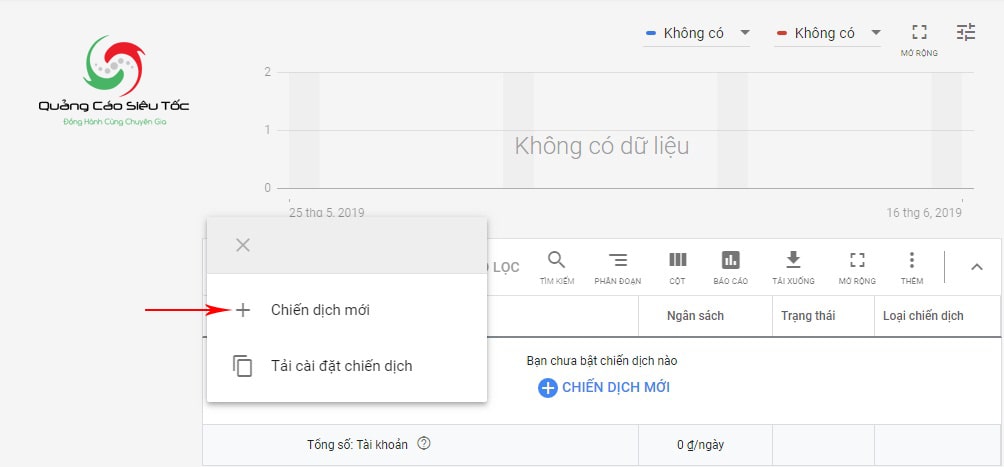 Không có
Không có
MỞ RỘNG
Quảng Cáo Siêu Tốc
Đồng Hành Cùng Chuyên Gia
2
1
0
Không có dữ liệu
25 thg 5, 2019
16 thg 6, 2019
LỌC
TÌM KIẾM
PHÂN ĐOẠN
CỘT
BÁO CÁO
TẢI XUỐNG
MỞ RỘNG
THÊM
Chiến dịch mới
Tải cài đặt chiến dịch
Ngân sách
Trạng thái
Loại chiến dịch
Bạn chưa bật chiến dịch nào
CHIẾN DỊCH MỚI
Tổng số: Tài khoản
0 ₫/ngày